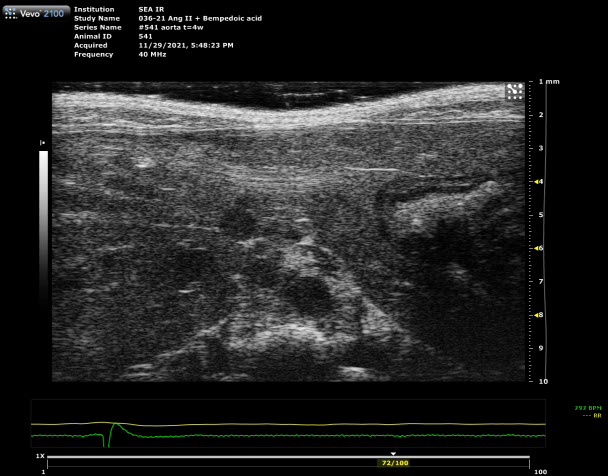 Vevo 2100
Institution SEA IR
Study Name 036-21 Ang II + Bempedoic acid
Series Name #541 aorta t=4w
Animal ID 541
Acquired 11/29/2021, 5:48:23 PM
Frequency 40 MHz
1 mm
2
3
4
5
6
7
8
9
10
--- RR
1X
72/100
1
100